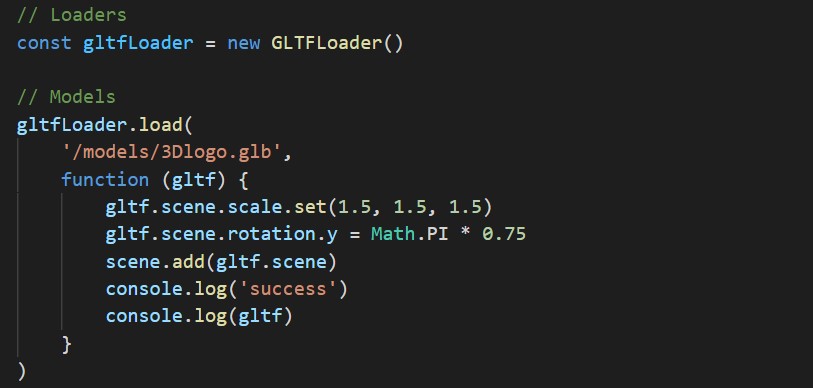 // Loaders
const gltfLoader = new GLTFLoader()

// Models
gltfLoader.load(
    '/models/3Dlogo.glb',
    function (gltf) {
        gltf.scene.scale.set(1.5, 1.5, 1.5)
        gltf.scene.rotation.y = Math.PI * 0.75
        scene.add(gltf.scene)
        console.log('success')
        console.log(gltf)
    }
)